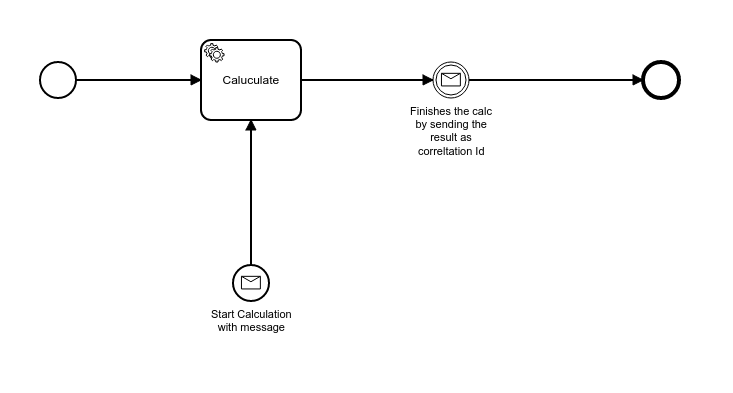 Caluculate
Finishes the calc
by sending the
result as
correltation Id
Start Calculation
with message